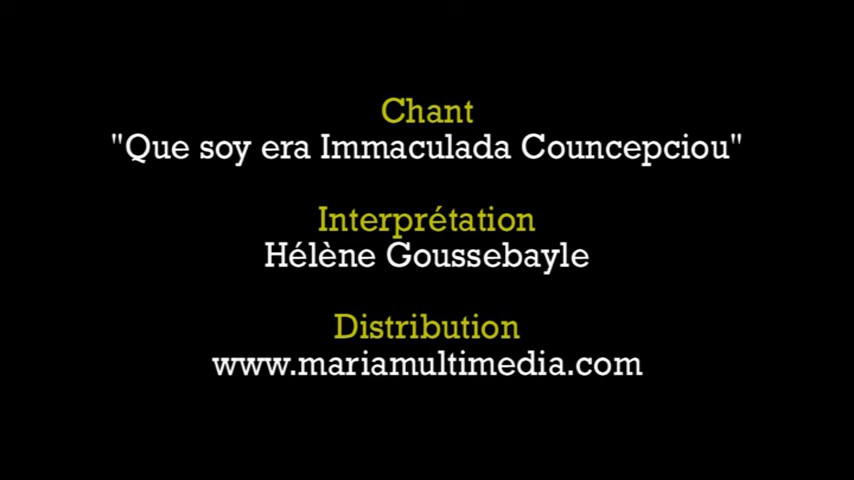 Chant
"Que soy era Immaculada Councepciou"
Interprétation
Hélène Goussebayle
Distribution
www.mariamultimedia.com